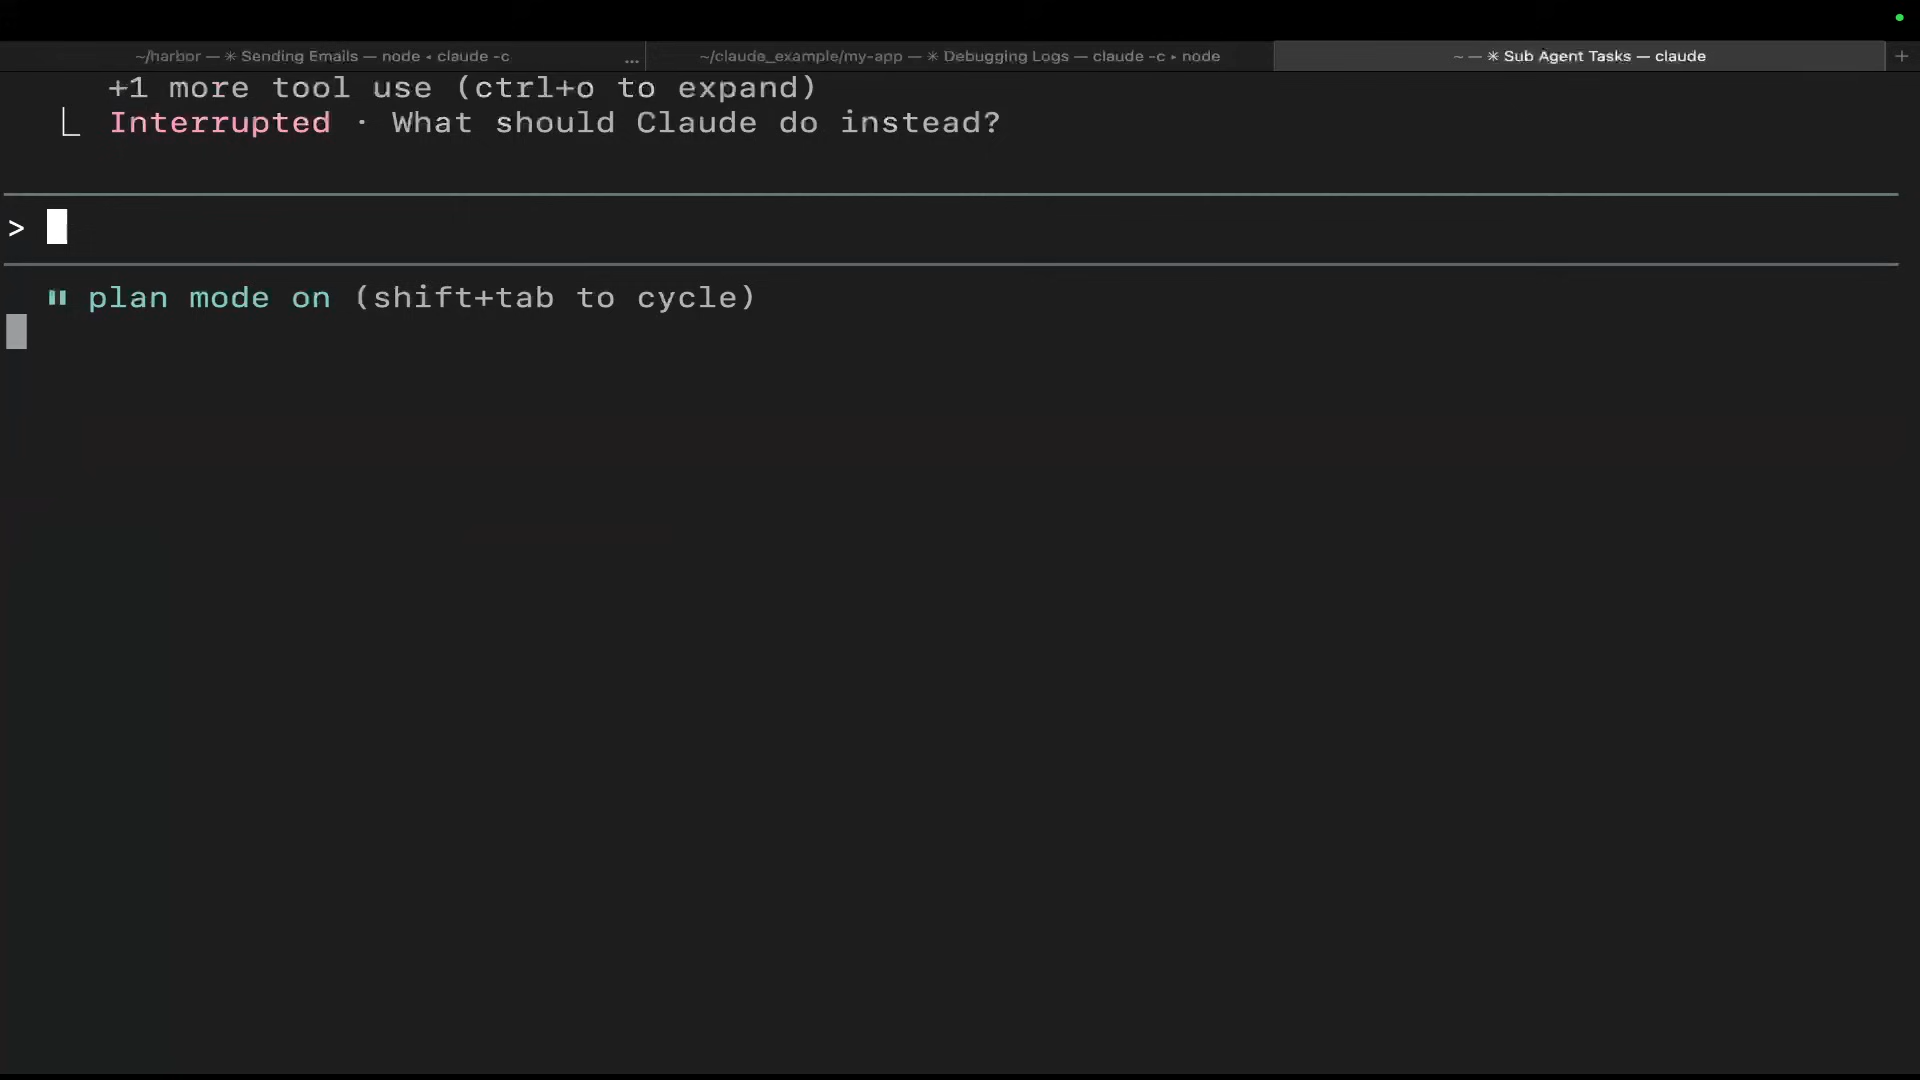 ~/harbor — ✳ Sending Emails — node ◂ claude -c ... ~/claude_example/my-app — ✳ Debugging Logs — claude -c ▸ node ~ — ✳ Sub Agent Tasks — claude +
+1 more tool use (ctrl+o to expand)
⎿ Interrupted · What should Claude do instead?
>
⏸ plan mode on (shift+tab to cycle)